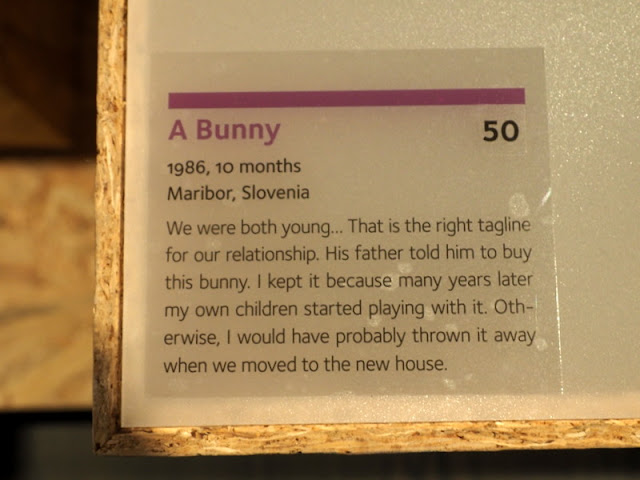 A Bunny 50
1986, 10 months
Maribor, Slovenia
We were both young... That is the right tagline
for our relationship. His father told him to buy
this bunny. I kept it because many years later
my own children started playing with it. Oth-
erwise, I would have probably thrown it away
when we moved to the new house.